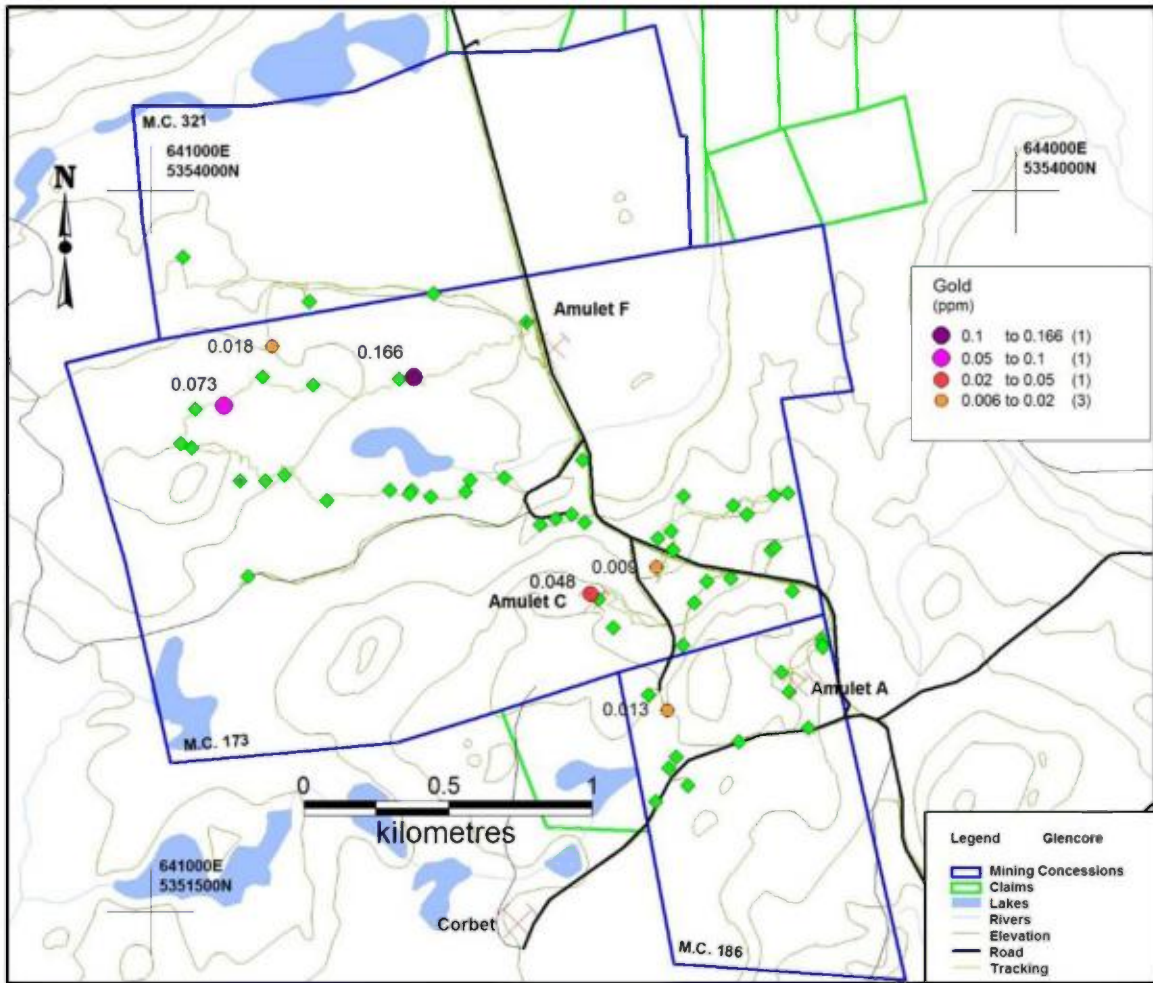 M.C. 321
641000E
5354000N
644000E
5354000N
N
Gold
(ppm)
0.1 to 0.166 (1)
0.05 to 0.1 (1)
0.02 to 0.05 (1)
0.006 to 0.02 (3)
Amulet F
0.018
0.166
0.073
0.009
0.048
Amulet C
Amulet A
0.013
M.C. 173
0 0.5 1
kilometres
641000E
5351500N
Corbet
M.C. 186
Legend Glencore
Mining Concessions
Claims
Lakes
Rivers
Elevation
Road
Tracking